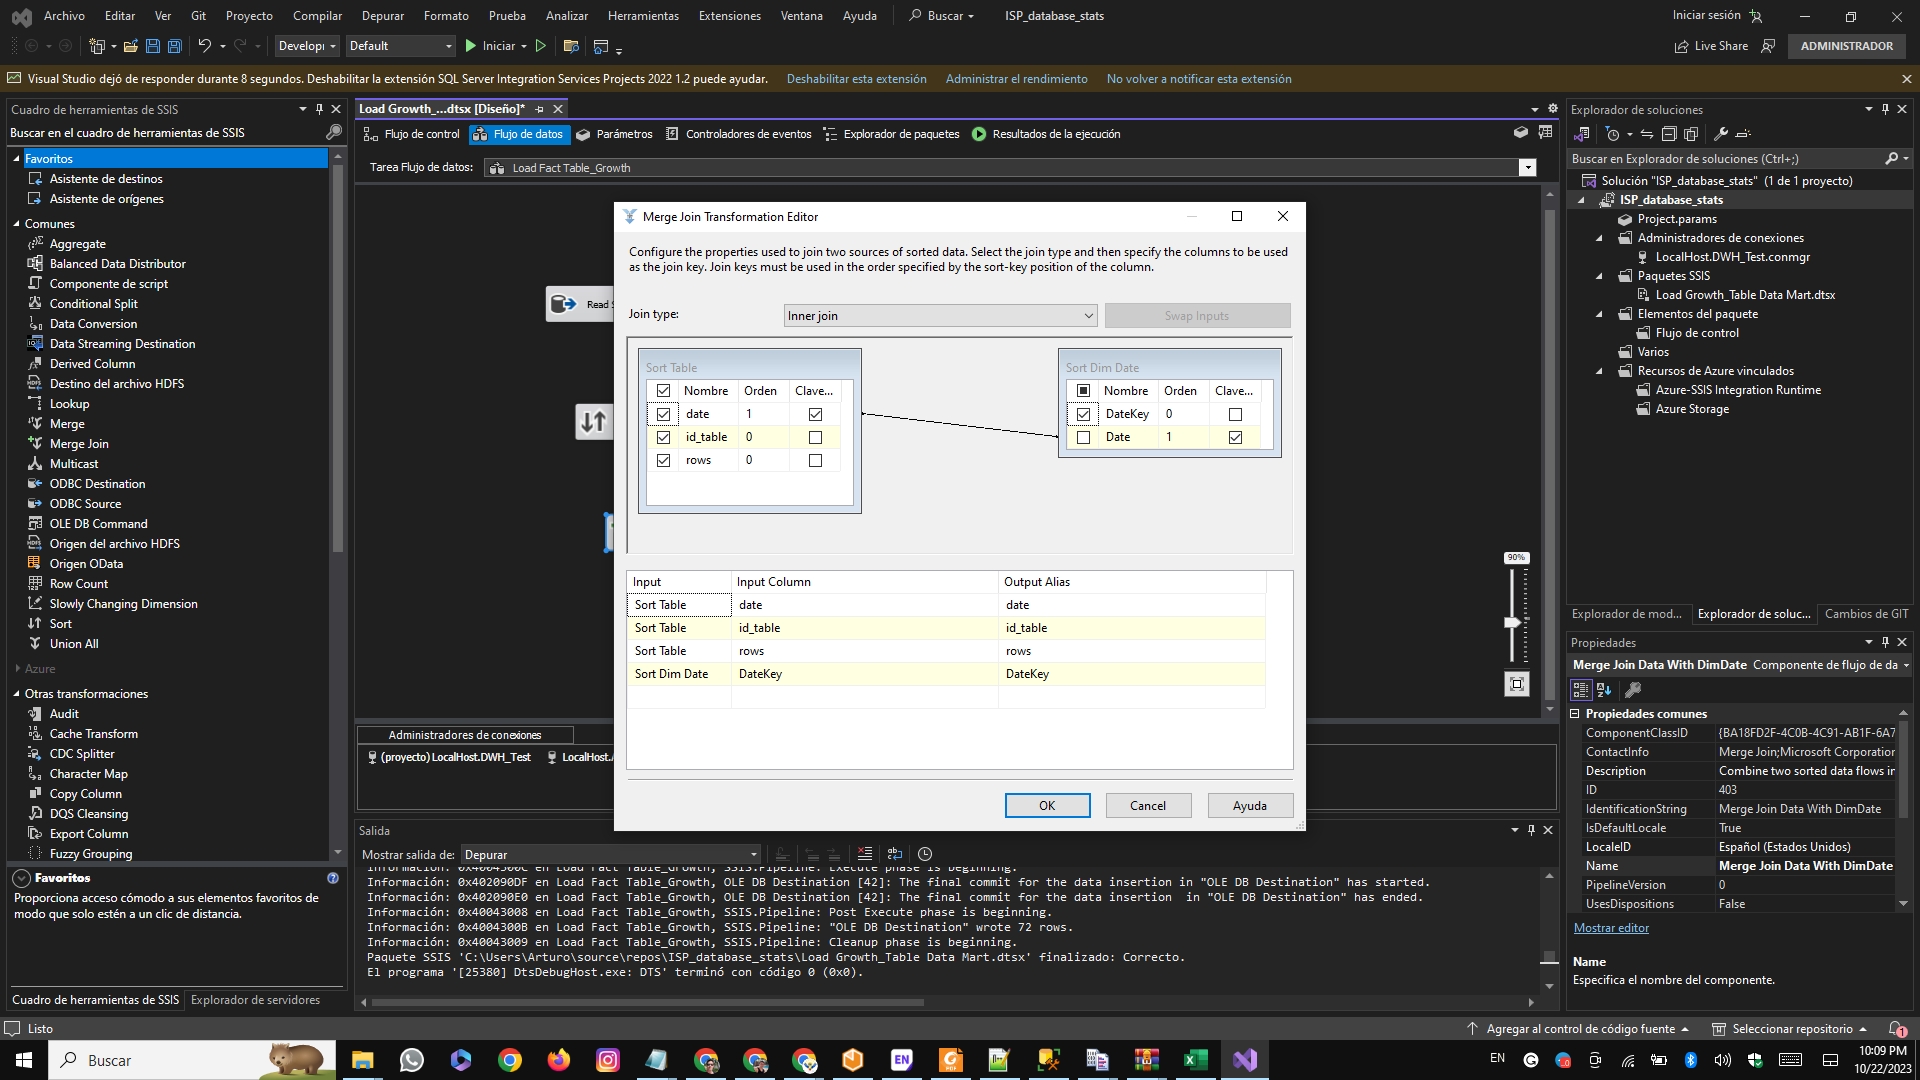 Archivo Editar Ver Git Proyecto Compilar Depurar Formato Prueba Analizar Herramientas Extensiones Ventana Ayuda Buscar ISP_database_stats Iniciar sesión
Develop Default Iniciar Live Share ADMINISTRADOR
Visual Studio dejó de responder durante 8 segundos. Deshabilitar la extensión SQL Server Integration Services Projects 2022 1.2 puede ayudar. Deshabilitar esta extensión Administrar el rendimiento No volver a notificar esta extensión
Cuadro de herramientas de SSIS
Buscar en el cuadro de herramientas de SSIS
Favoritos
Asistente de destinos
Asistente de orígenes
Comunes
Aggregate
Balanced Data Distributor
Componente de script
Conditional Split
Data Conversion
Data Streaming Destination
Derived Column
Destino del archivo HDFS
Lookup
Merge
Merge Join
Multicast
ODBC Destination
ODBC Source
OLE DB Command
Origen del archivo HDFS
Origen OData
Row Count
Slowly Changing Dimension
Sort
Union All
Azure
Otras transformaciones
Audit
Cache Transform
CDC Splitter
Character Map
Copy Column
DQS Cleansing
Export Column
Fuzzy Grouping
Favoritos
Proporciona acceso cómodo a sus elementos favoritos de
modo que solo estén a un clic de distancia.
Cuadro de herramientas de SSIS Explorador de servidores
Load Growth_...dtsx [Diseño]*
Flujo de control Flujo de datos Parámetros Controladores de eventos Explorador de paquetes Resultados de la ejecución
Tarea Flujo de datos: Load Fact Table_Growth
Read S
90%
Merge Join Transformation Editor
Configure the properties used to join two sources of sorted data. Select the join type and then specify the columns to be used
as the join key. Join keys must be used in the order specified by the sort-key position of the column.
Join type: Inner join Swap Inputs
Sort Table
Nombre Orden Clave...
date 1
id_table 0
rows 0
Sort Dim Date
Nombre Orden Clave...
DateKey 0
Date 1
Input Input Column Output Alias
Sort Table date date
Sort Table id_table id_table
Sort Table rows rows
Sort Dim Date DateKey DateKey
OK Cancel Ayuda
Administradores de conexiones
(proyecto) LocalHost.DWH_Test LocalHost.
Salida
Mostrar salida de: Depurar
Información: 0x4004300C en Load Fact Table_Growth, SSIS.Pipeline: Execute phase is beginning.
Información: 0x402090DF en Load Fact Table_Growth, OLE DB Destination [42]: The final commit for the data insertion in "OLE DB Destination" has started.
Información: 0x402090E0 en Load Fact Table_Growth, OLE DB Destination [42]: The final commit for the data insertion in "OLE DB Destination" has ended.
Información: 0x40043008 en Load Fact Table_Growth, SSIS.Pipeline: Post Execute phase is beginning.
Información: 0x4004300B en Load Fact Table_Growth, SSIS.Pipeline: "OLE DB Destination" wrote 72 rows.
Información: 0x40043009 en Load Fact Table_Growth, SSIS.Pipeline: Cleanup phase is beginning.
Paquete SSIS 'C:\Users\Arturo\source\repos\ISP_database_stats\Load Growth_Table Data Mart.dtsx' finalizado: Correcto.
El programa '[25380] DtsDebugHost.exe: DTS' terminó con código 0 (0x0).
Explorador de soluciones
Buscar en Explorador de soluciones (Ctrl+;)
Solución "ISP_database_stats" (1 de 1 proyecto)
ISP_database_stats
Project.params
Administradores de conexiones
LocalHost.DWH_Test.conmgr
Paquetes SSIS
Load Growth_Table Data Mart.dtsx
Elementos del paquete
Flujo de control
Varios
Recursos de Azure vinculados
Azure-SSIS Integration Runtime
Azure Storage
Explorador de mod... Explorador de soluc... Cambios de GIT
Propiedades
Merge Join Data With DimDate Componente de flujo de da
Propiedades comunes
ComponentClassID {BA18FD2F-4C0B-4C91-AB1F-6A7
ContactInfo Merge Join;Microsoft Corporation
Description Combine two sorted data flows in
ID 403
IdentificationString Merge Join Data With DimDate
IsDefaultLocale True
LocaleID Español (Estados Unidos)
Name Merge Join Data With DimDate
PipelineVersion 0
UsesDispositions False
Mostrar editor
Name
Especifica el nombre del componente.
Listo Agregar al control de código fuente Seleccionar repositorio 1
Buscar EN EN 10:09 PM
10/22/2023